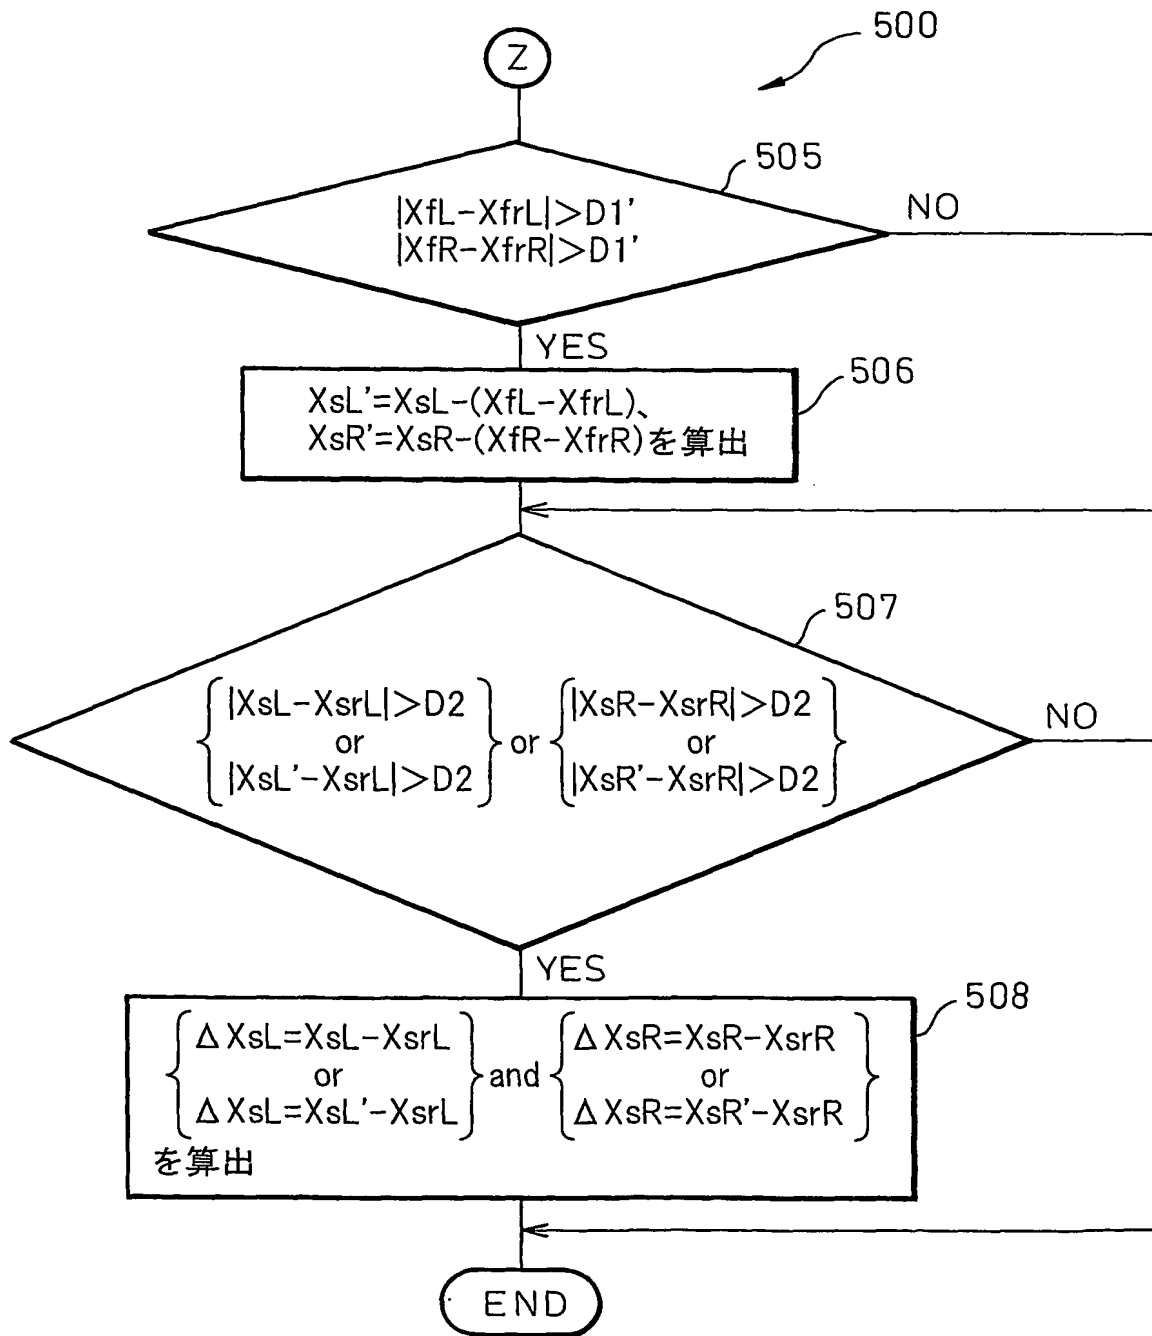 500
Z
505
|XfL-XfrL|>D1'
|XfR-XfrR|>D1'
NO
YES
506
XsL'=XsL-(XfL-XfrL)、
XsR'=XsR-(XfR-XfrR)を算出
507
{|XsL-XsrL|>D2 or |XsL'-XsrL|>D2} or {|XsR-XsrR|>D2 or |XsR'-XsrR|>D2}
NO
YES
508
{ΔXsL=XsL-XsrL or ΔXsL=XsL'-XsrL} and {ΔXsR=XsR-XsrR or ΔXsR=XsR'-XsrR}
を算出
END